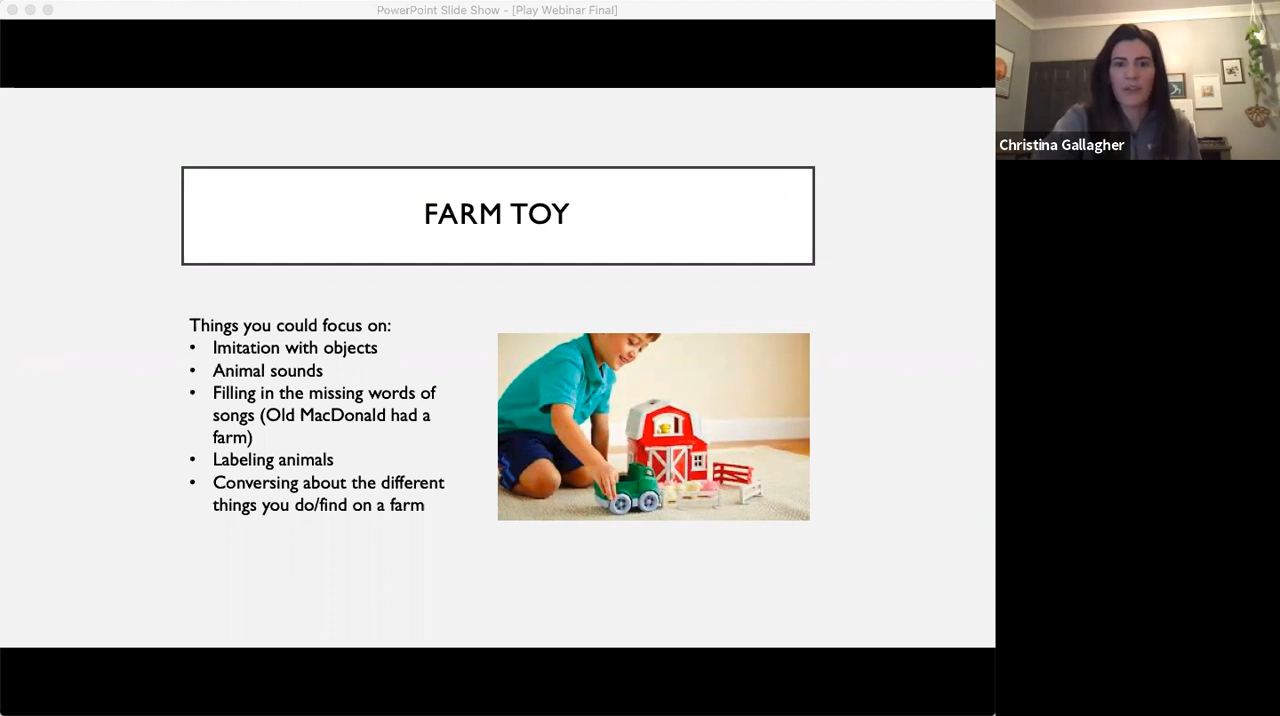 PowerPoint Slide Show - [Play Webinar Final]
Christina Gallagher
FARM TOY
Things you could focus on:
• Imitation with objects
• Animal sounds
• Filling in the missing words of
songs (Old MacDonald had a
farm)
• Labeling animals
• Conversing about the different
things you do/find on a farm